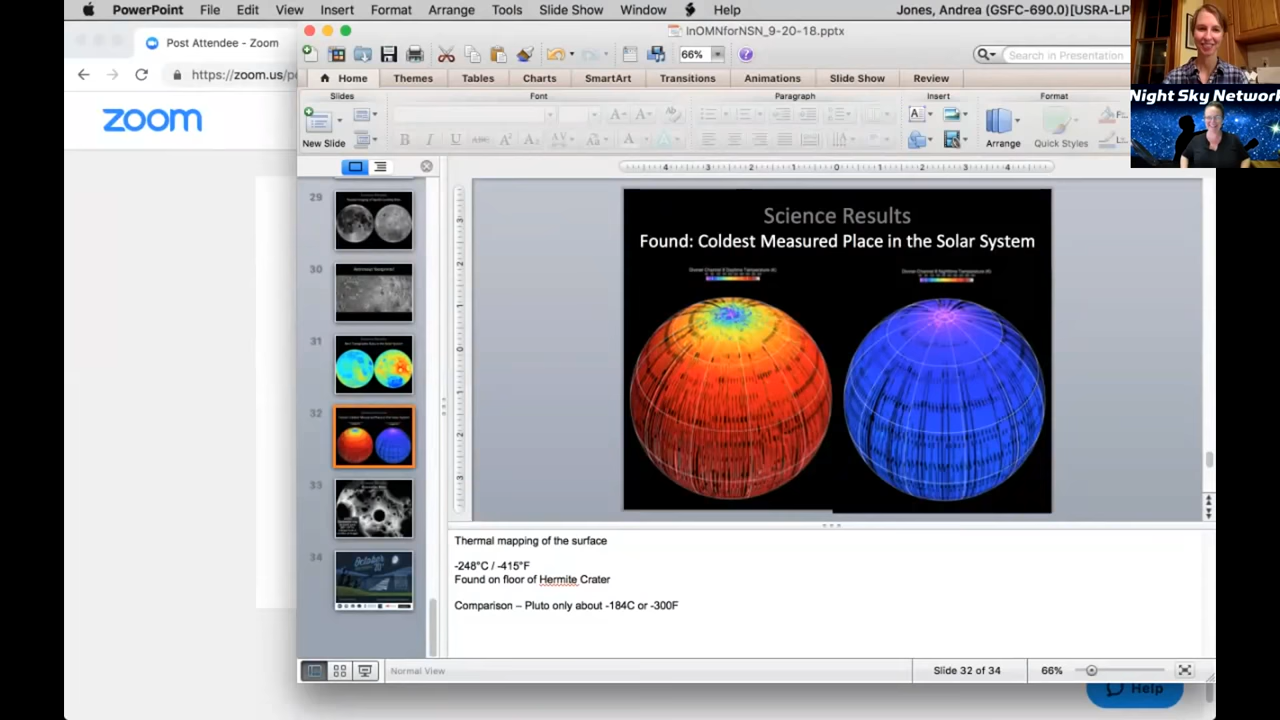 PowerPoint File Edit View Insert Format Arrange Tools Slide Show Window Help Jones, Andrea (GSFC-690.0)[USRA-LP
Post Attendee - Zoom
https://zoom.us/p
zoom
InOMNforNSN_9-20-18.pptx
66%
Search in Presentation
Home Themes Tables Charts SmartArt Transitions Animations Slide Show Review
Slides Font Paragraph Insert Format
New Slide
Arrange Quick Styles
Night Sky Network
29
30
31
32
33
34
Science Results
Found: Coldest Measured Place in the Solar System
Thermal mapping of the surface
-248°C / -415°F
Found on floor of Hermite Crater
Comparison – Pluto only about -184C or -300F
Normal View
Slide 32 of 34
66%
Help